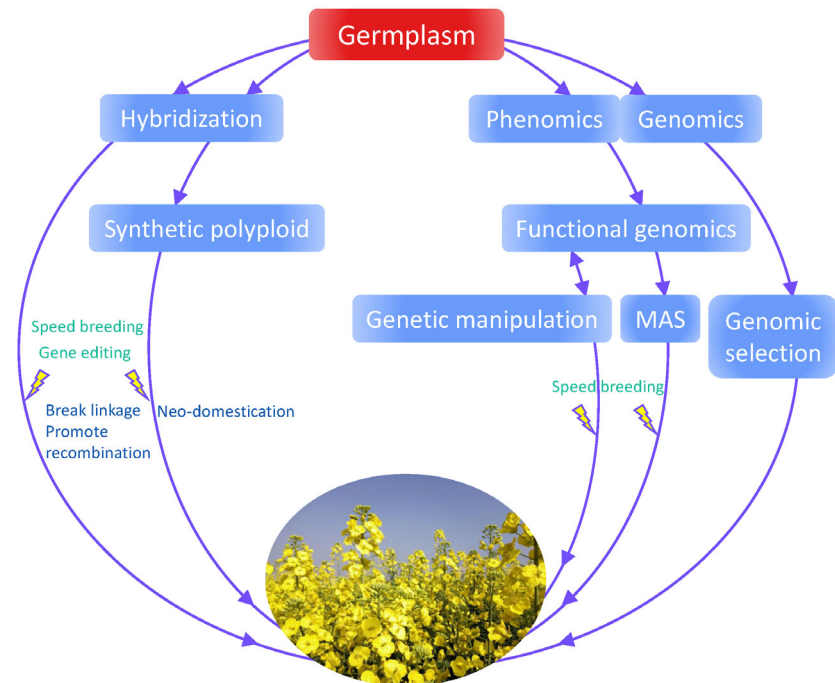 Germplasm
Hybridization
Phenomics
Genomics
Synthetic polyploid
Functional genomics
Genetic manipulation
MAS
Genomic
selection
Speed breeding
Gene editing
Speed breeding
Break linkage
Promote
recombination
Neo-domestication